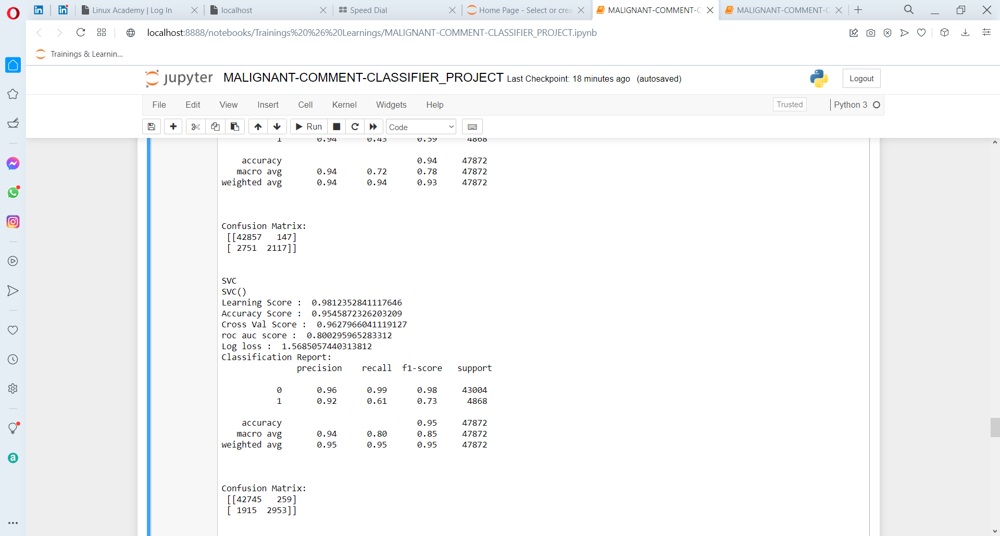 Linux Academy | Log In
localhost
Speed Dial
Home Page - Select or crea
MALIGNANT-COMMENT-C
MALIGNANT-COMMENT-C
localhost:8888/notebooks/Trainings%20%26%20Learnings/MALIGNANT-COMMENT-CLASSIFIER_PROJECT.ipynb
Trainings & Learnin...
jupyter MALIGNANT-COMMENT-CLASSIFIER_PROJECT Last Checkpoint: 18 minutes ago (autosaved)
Logout
File Edit View Insert Cell Kernel Widgets Help
Trusted
Python 3
Run
Code
1 0.94 0.43 0.59 4868
accuracy 0.94 47872
macro avg 0.94 0.72 0.78 47872
weighted avg 0.94 0.94 0.93 47872
Confusion Matrix:
[[42857 147]
[ 2751 2117]]
SVC
SVC()
Learning Score : 0.9812352841117646
Accuracy Score : 0.9545872326203209
Cross Val Score : 0.9627966041119127
roc auc score : 0.800295965283312
Log loss : 1.5685057440313812
Classification Report:
precision recall f1-score support
0 0.96 0.99 0.98 43004
1 0.92 0.61 0.73 4868
accuracy 0.95 47872
macro avg 0.94 0.80 0.85 47872
weighted avg 0.95 0.95 0.95 47872
Confusion Matrix:
[[42745 259]
[ 1915 2953]]